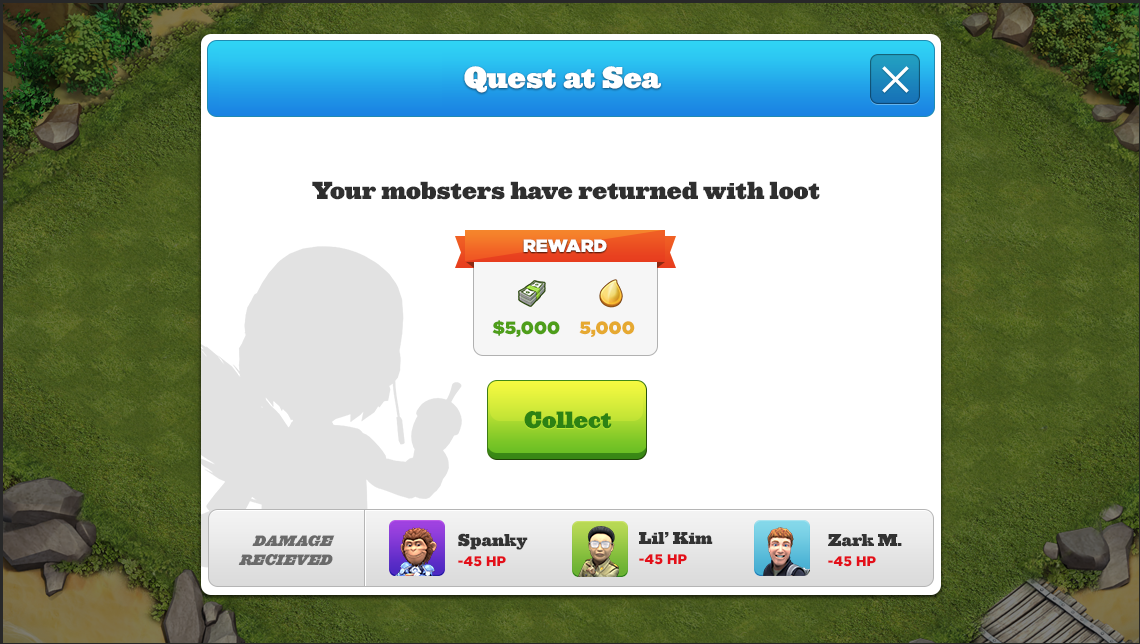 Quest at Sea
Your mobsters have returned with loot
REWARD
$5,000 5,000
Collect
DAMAGE
RECIEVED
Spanky
-45 HP
Lil' Kim
-45 HP
Zark M.
-45 HP